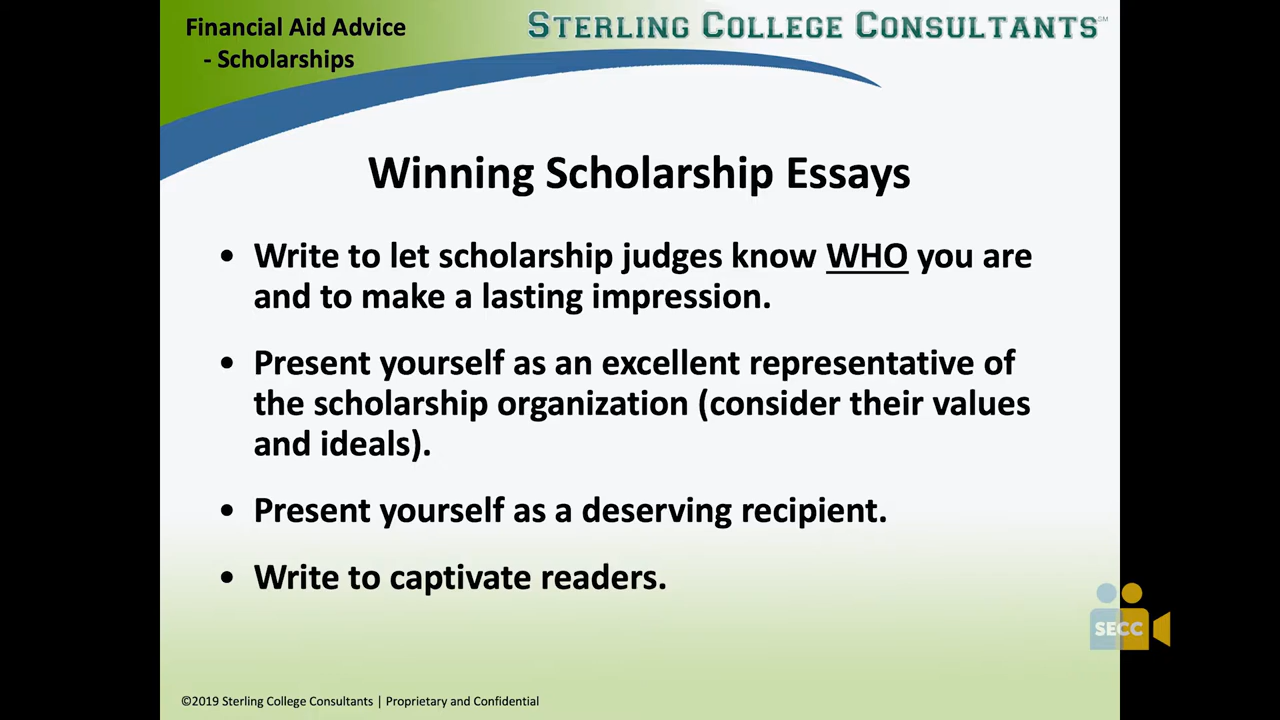 Financial Aid Advice
- Scholarships
STERLING COLLEGE CONSULTANTS℠
Winning Scholarship Essays
• Write to let scholarship judges know WHO you are
and to make a lasting impression.
• Present yourself as an excellent representative of
the scholarship organization (consider their values
and ideals).
• Present yourself as a deserving recipient.
• Write to captivate readers.
SECC
©2019 Sterling College Consultants | Proprietary and Confidential